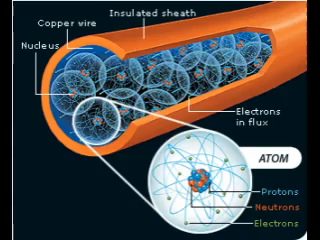 Insulated sheath
Copper wire
Nucleus
Electrons
in flux
ATOM
Protons
Neutrons
Electrons